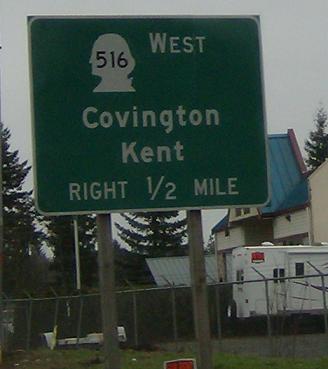 516 WEST
Covington
Kent
RIGHT 1/2 MILE